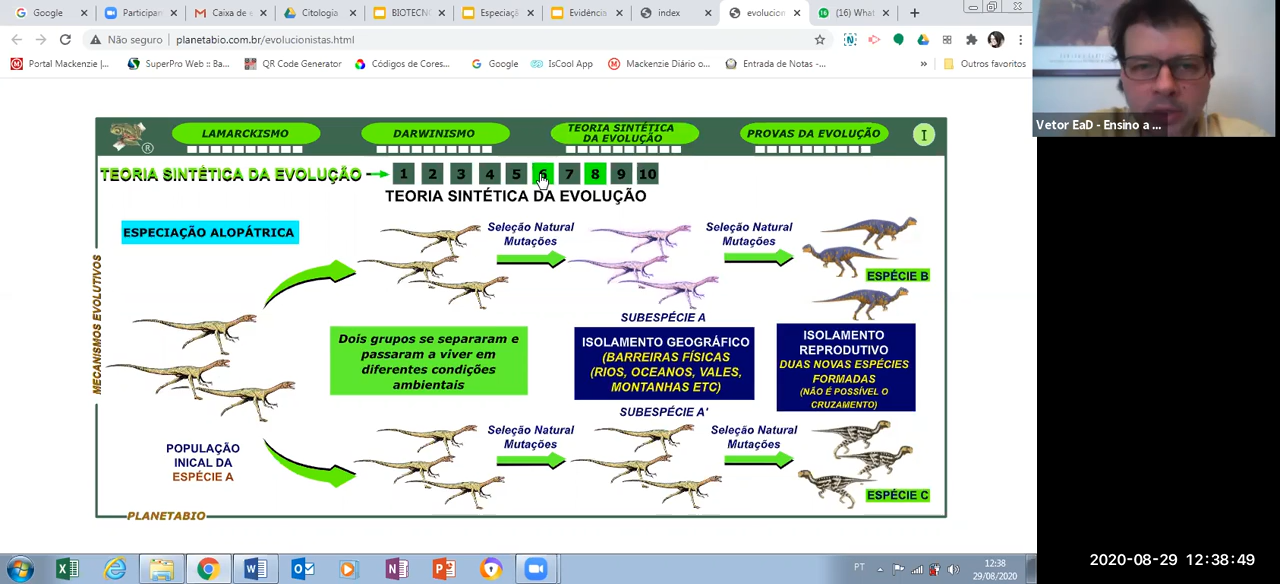 Google
Participan
Caixa de e
Citologia
BIOTECN
Especiaçã
Evidência
index
evolucion
(16) What
Não seguro
planetabio.com.br/evolucionistas.html
Portal Mackenzie |...
SuperPro Web :: Ba...
QR Code Generator
Códigos de Cores...
Google
IsCool App
Mackenzie Diário o...
Entrada de Notas -...
»
Outros favoritos
Vetor EaD - Ensino a ...
LAMARCKISMO
DARWINISMO
TEORIA SINTÉTICA
DA EVOLUÇÃO
PROVAS DA EVOLUÇÃO
I
®
TEORIA SINTÉTICA DA EVOLUÇÃO
1 2 3 4 5 6 7 8 9 10
TEORIA SINTÉTICA DA EVOLUÇÃO
ESPECIAÇÃO ALOPÁTRICA
Seleção Natural
Mutações
Seleção Natural
Mutações
ESPÉCIE B
SUBESPÉCIE A
MECANISMOS EVOLUTIVOS
Dois grupos se separaram e
passaram a viver em
diferentes condições
ambientais
ISOLAMENTO GEOGRÁFICO
(BARREIRAS FÍSICAS
(RIOS, OCEANOS, VALES,
MONTANHAS ETC)
ISOLAMENTO
REPRODUTIVO
DUAS NOVAS ESPÉCIES
FORMADAS
(NÃO É POSSÍVEL O
CRUZAMENTO)
SUBESPÉCIE A'
Seleção Natural
Mutações
Seleção Natural
Mutações
POPULAÇÃO
INICAL DA
ESPÉCIE A
ESPÉCIE C
PLANETABIO
PT
12:38
29/08/2020
2020-08-29 12:38:49